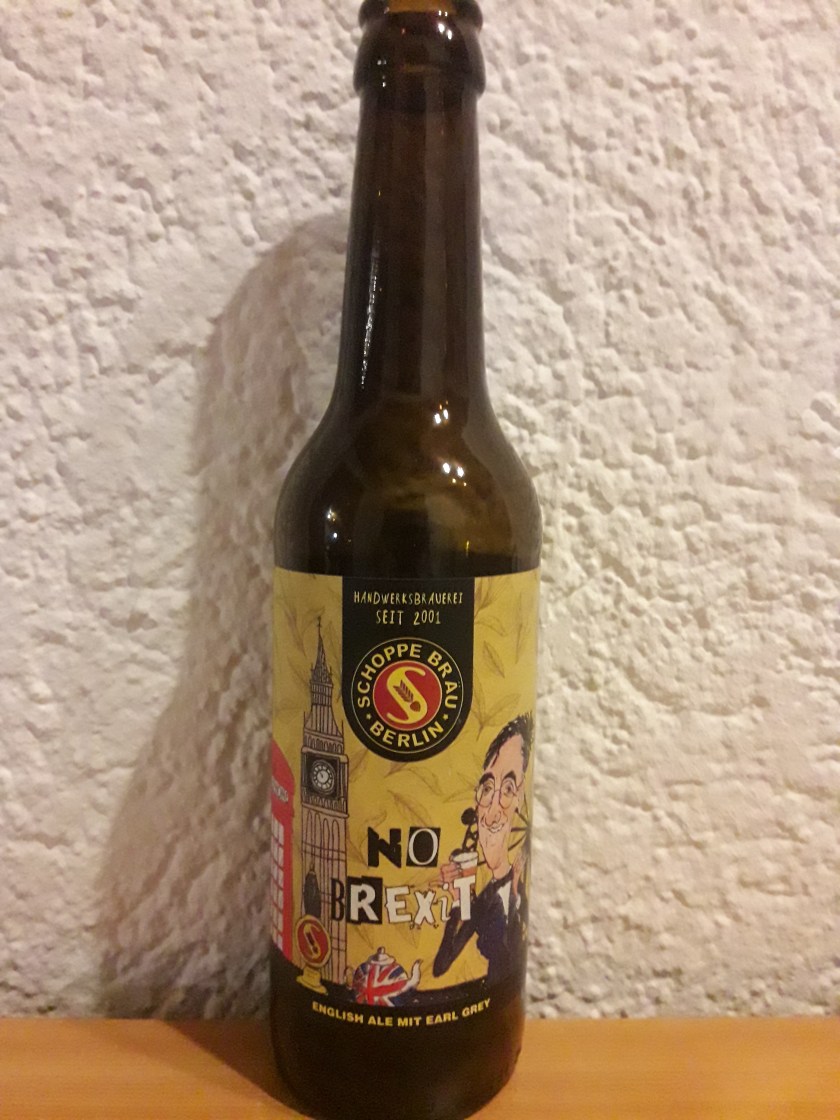 HANDWERKSBRAUEREI
SEIT 2001
SCHOPPE BRÄU
· BERLIN ·
NO
BREXiT
ENGLISH ALE MIT EARL GREY